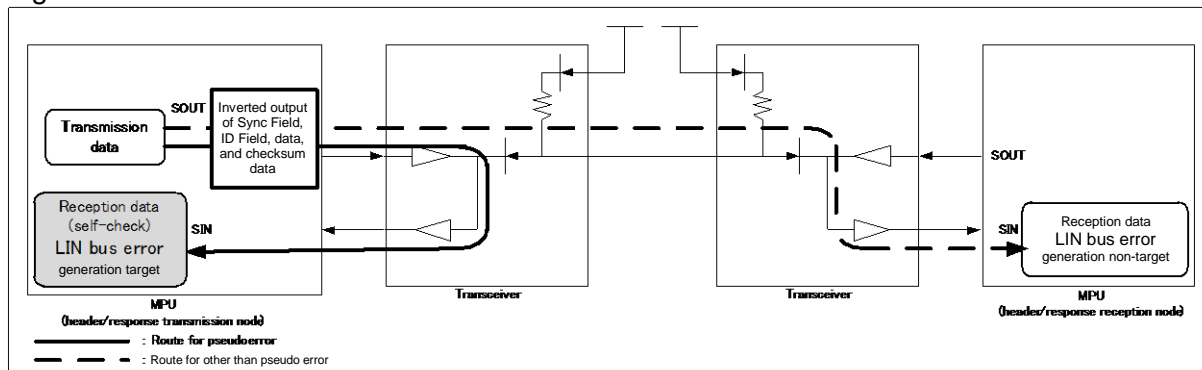 SOUT
Transmission
data
Inverted output
of Sync Field,
ID Field, data,
and checksum
data
Reception data
(self-check)
LIN bus error
generation target
SIN
MPU
(header/response transmission node)
Transceiver
Transceiver
SOUT
SIN
Reception data
LIN bus error
generation non-target
MPU
(header/response reception node)
: Route for pseudoerror
: Route for other than pseudo error